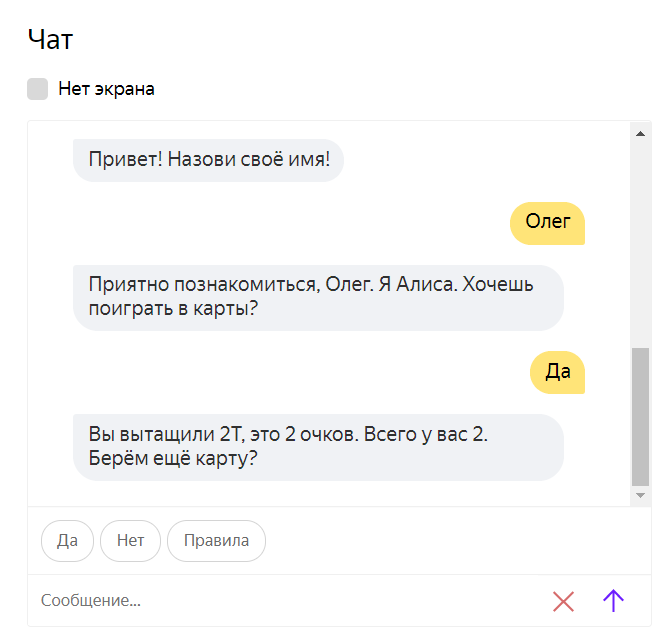 Чат
Нет экрана
Привет! Назови своё имя!
Олег
Приятно познакомиться, Олег. Я Алиса. Хочешь
поиграть в карты?
Да
Вы вытащили 2Т, это 2 очков. Всего у вас 2.
Берём ещё карту?
Да Нет Правила
Сообщение...